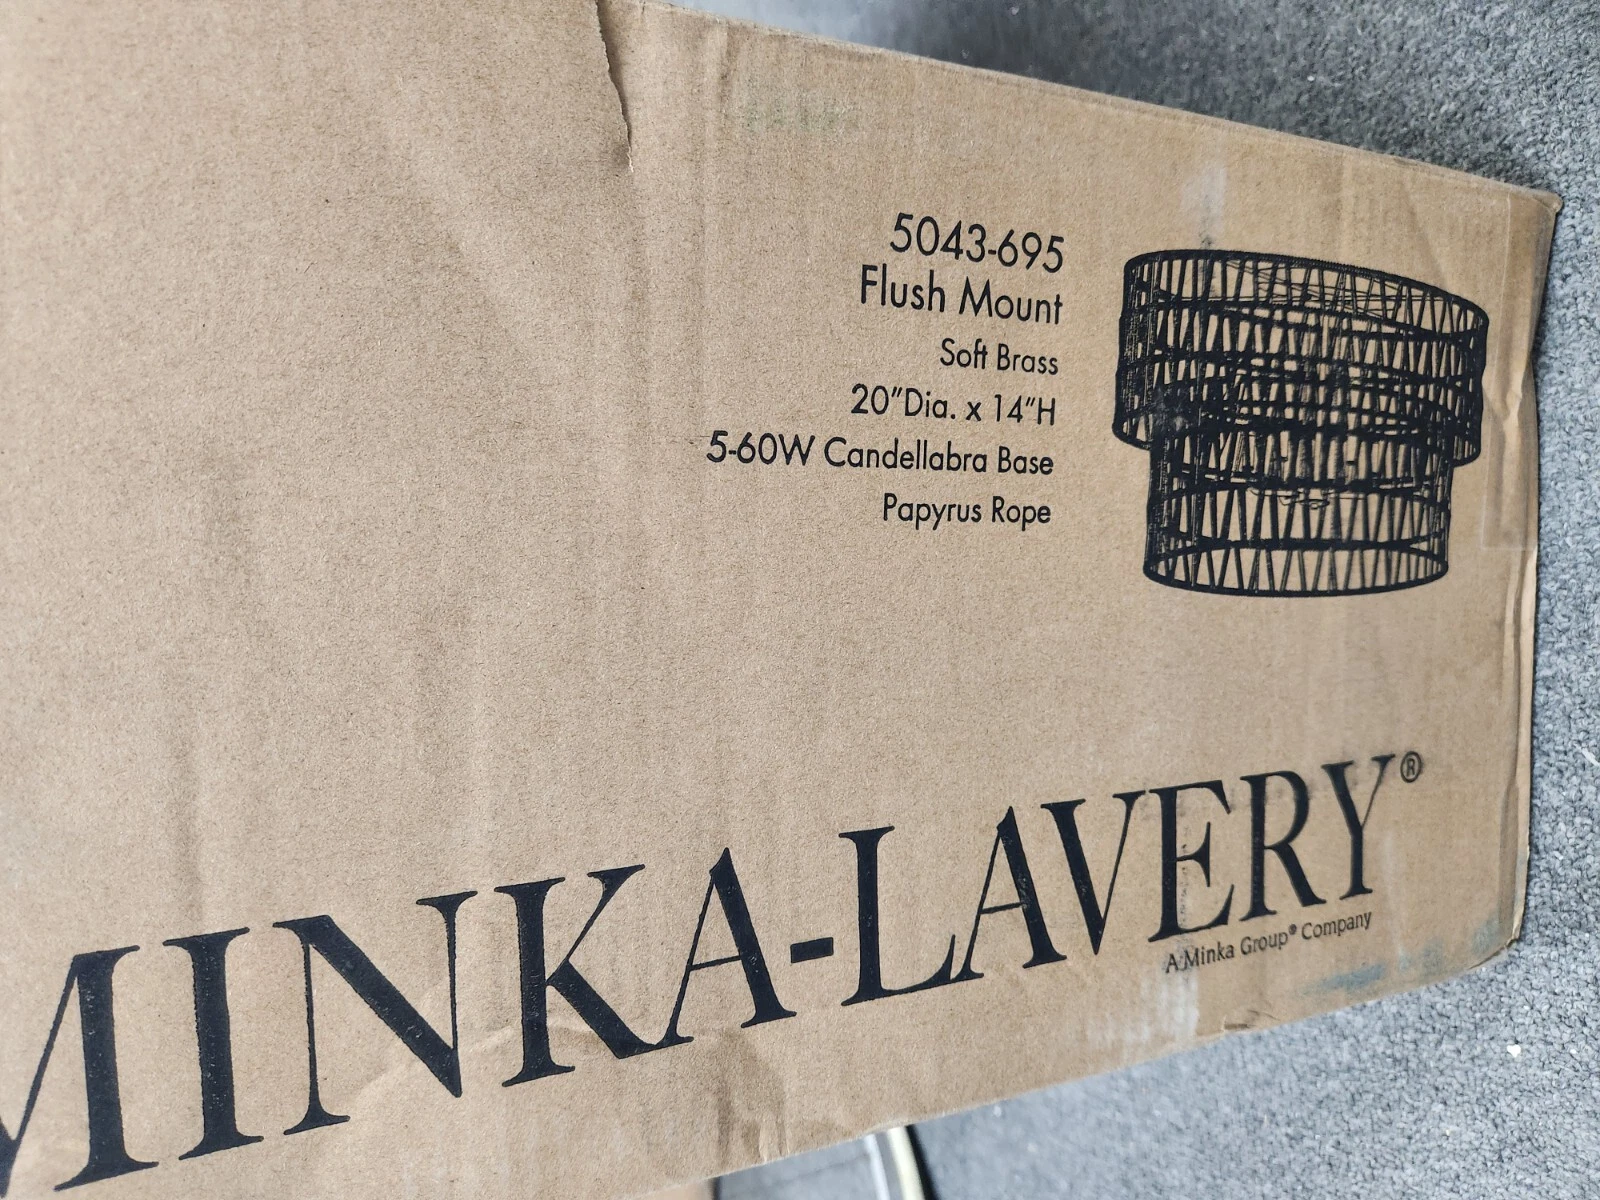 5043-695
Flush Mount
Soft Brass
20"Dia. x 14"H
5-60W Candellabra Base
Papyrus Rope
MINKA-LAVERY®
A Minka Group® Company